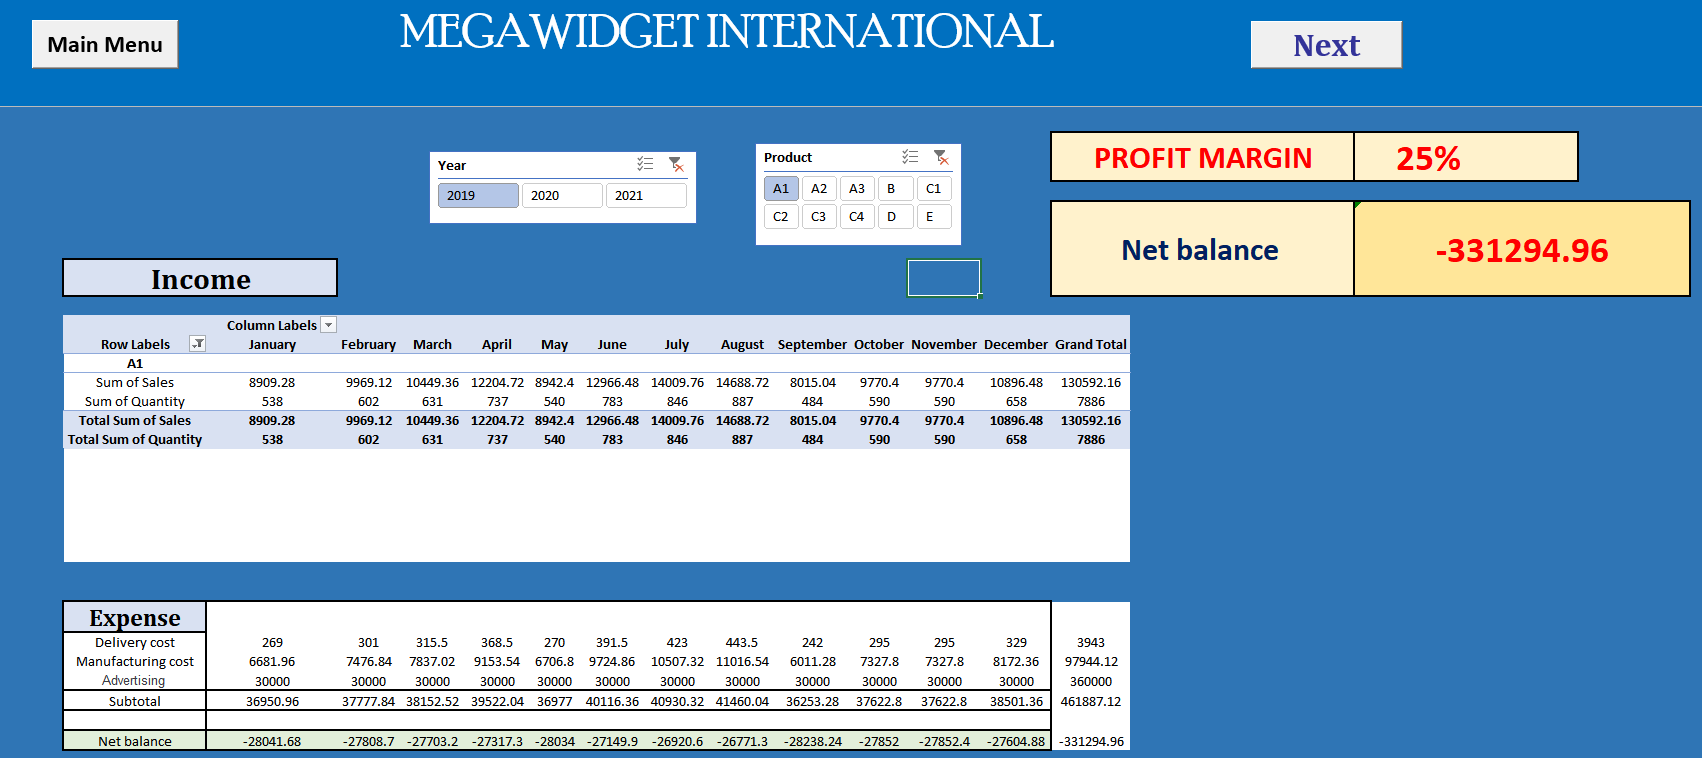 MEGAWIDGET INTERNATIONAL
Main Menu
Next
Year
2019 2020 2021
Product
A1 A2 A3 B C1
C2 C3 C4 D E
PROFIT MARGIN 25%
Net balance -331294.96
Income
Column Labels
Row Labels January February March April May June July August September October November December Grand Total
A1
Sum of Sales 8909.28 9969.12 10449.36 12204.72 8942.4 12966.48 14009.76 14688.72 8015.04 9770.4 9770.4 10896.48 130592.16
Sum of Quantity 538 602 631 737 540 783 846 887 484 590 590 658 7886
Total Sum of Sales 8909.28 9969.12 10449.36 12204.72 8942.4 12966.48 14009.76 14688.72 8015.04 9770.4 9770.4 10896.48 130592.16
Total Sum of Quantity 538 602 631 737 540 783 846 887 484 590 590 658 7886
Expense
Delivery cost 269 301 315.5 368.5 270 391.5 423 443.5 242 295 295 329 3943
Manufacturing cost 6681.96 7476.84 7837.02 9153.54 6706.8 9724.86 10507.32 11016.54 6011.28 7327.8 7327.8 8172.36 97944.12
Advertising 30000 30000 30000 30000 30000 30000 30000 30000 30000 30000 30000 30000 360000
Subtotal 36950.96 37777.84 38152.52 39522.04 36977 40116.36 40930.32 41460.04 36253.28 37622.8 37622.8 38501.36 461887.12
Net balance -28041.68 -27808.7 -27703.2 -27317.3 -28034 -27149.9 -26920.6 -26771.3 -28238.24 -27852 -27852.4 -27604.88 -331294.96